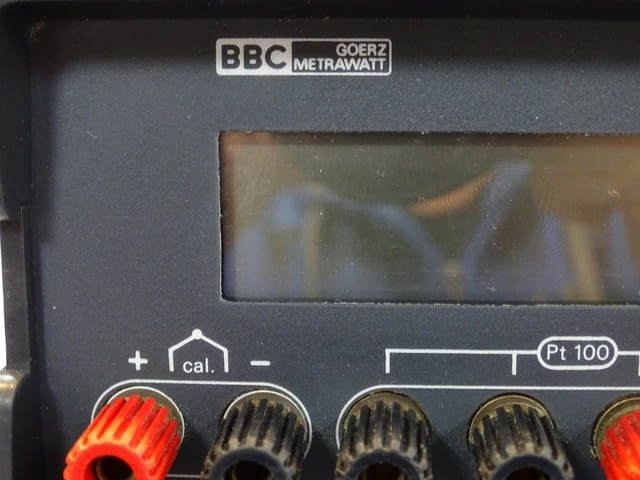 BBC GOERZ
METRAWATT
+ cal. −
Pt 100